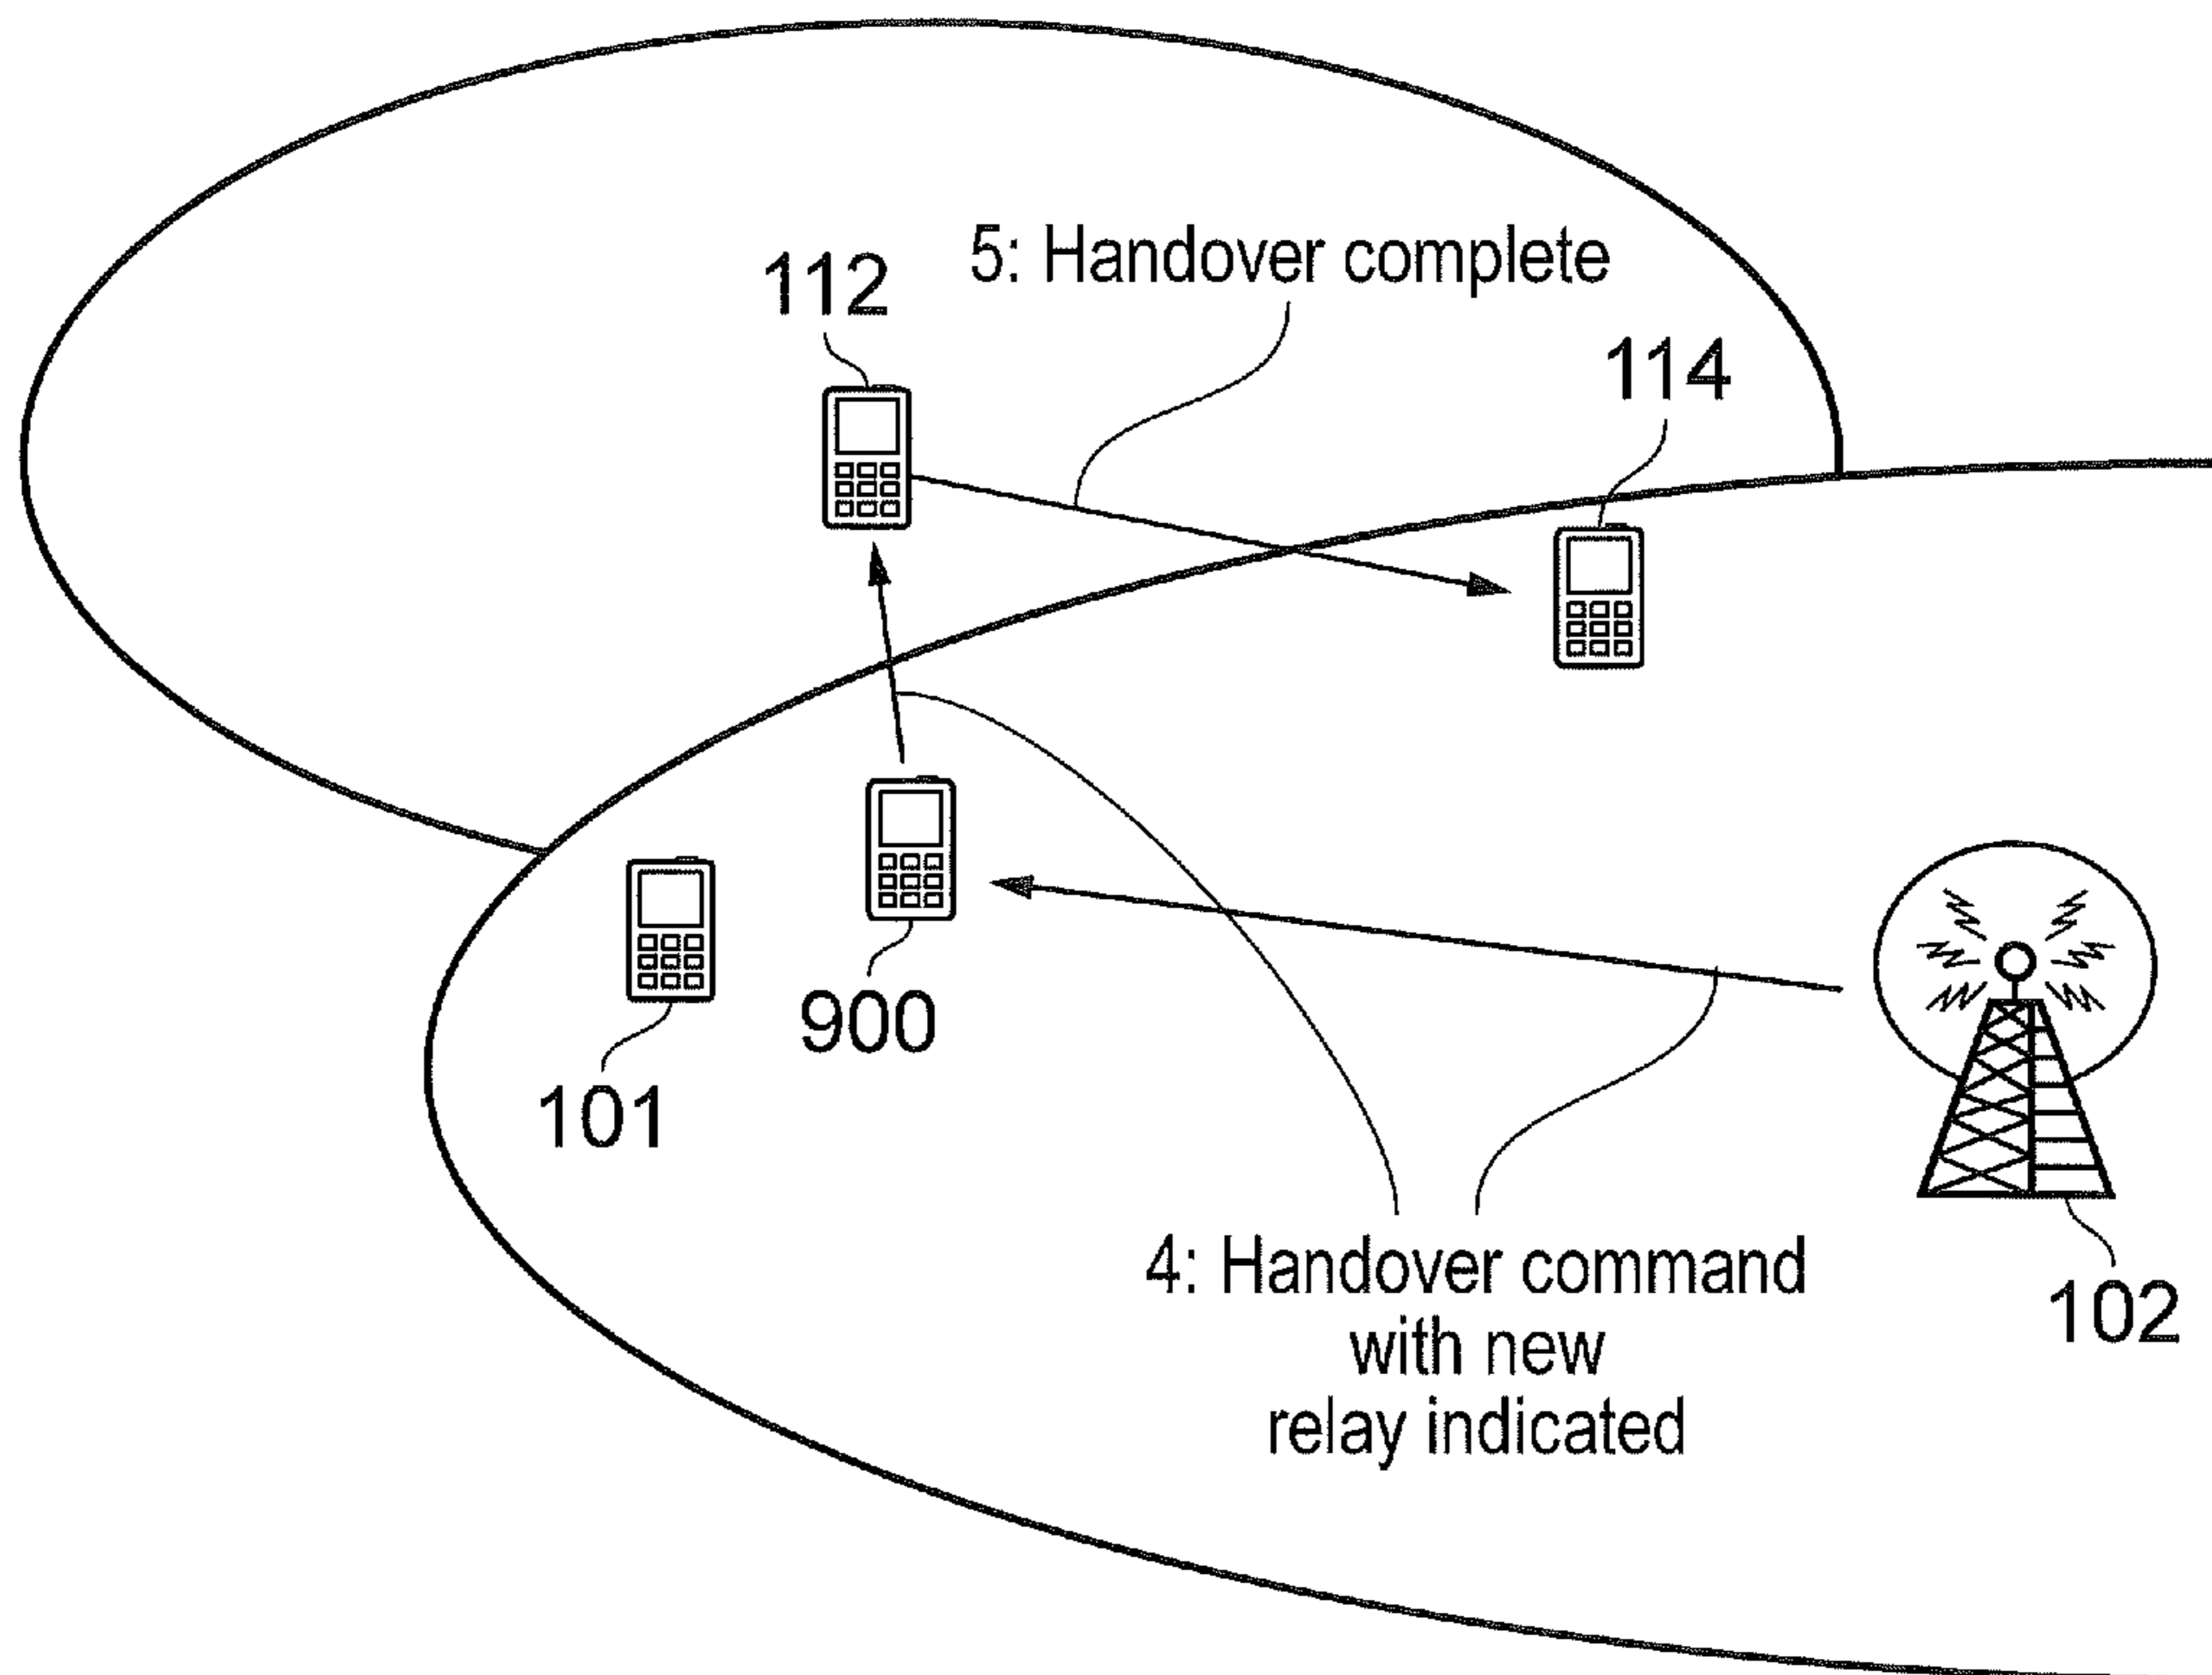 5: Handover complete
112
114
900
101
4: Handover command
with new
relay indicated
102